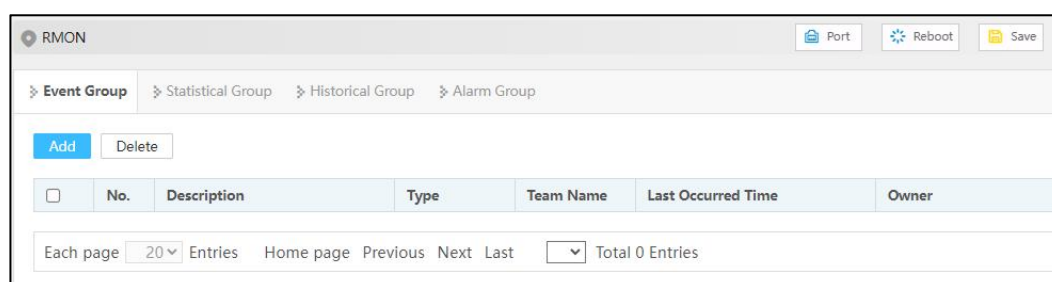 RMON Port Reboot Save
Event Group Statistical Group Historical Group Alarm Group
Add Delete
No. Description Type Team Name Last Occurred Time Owner
Each page 20 Entries Home page Previous Next Last Total 0 Entries